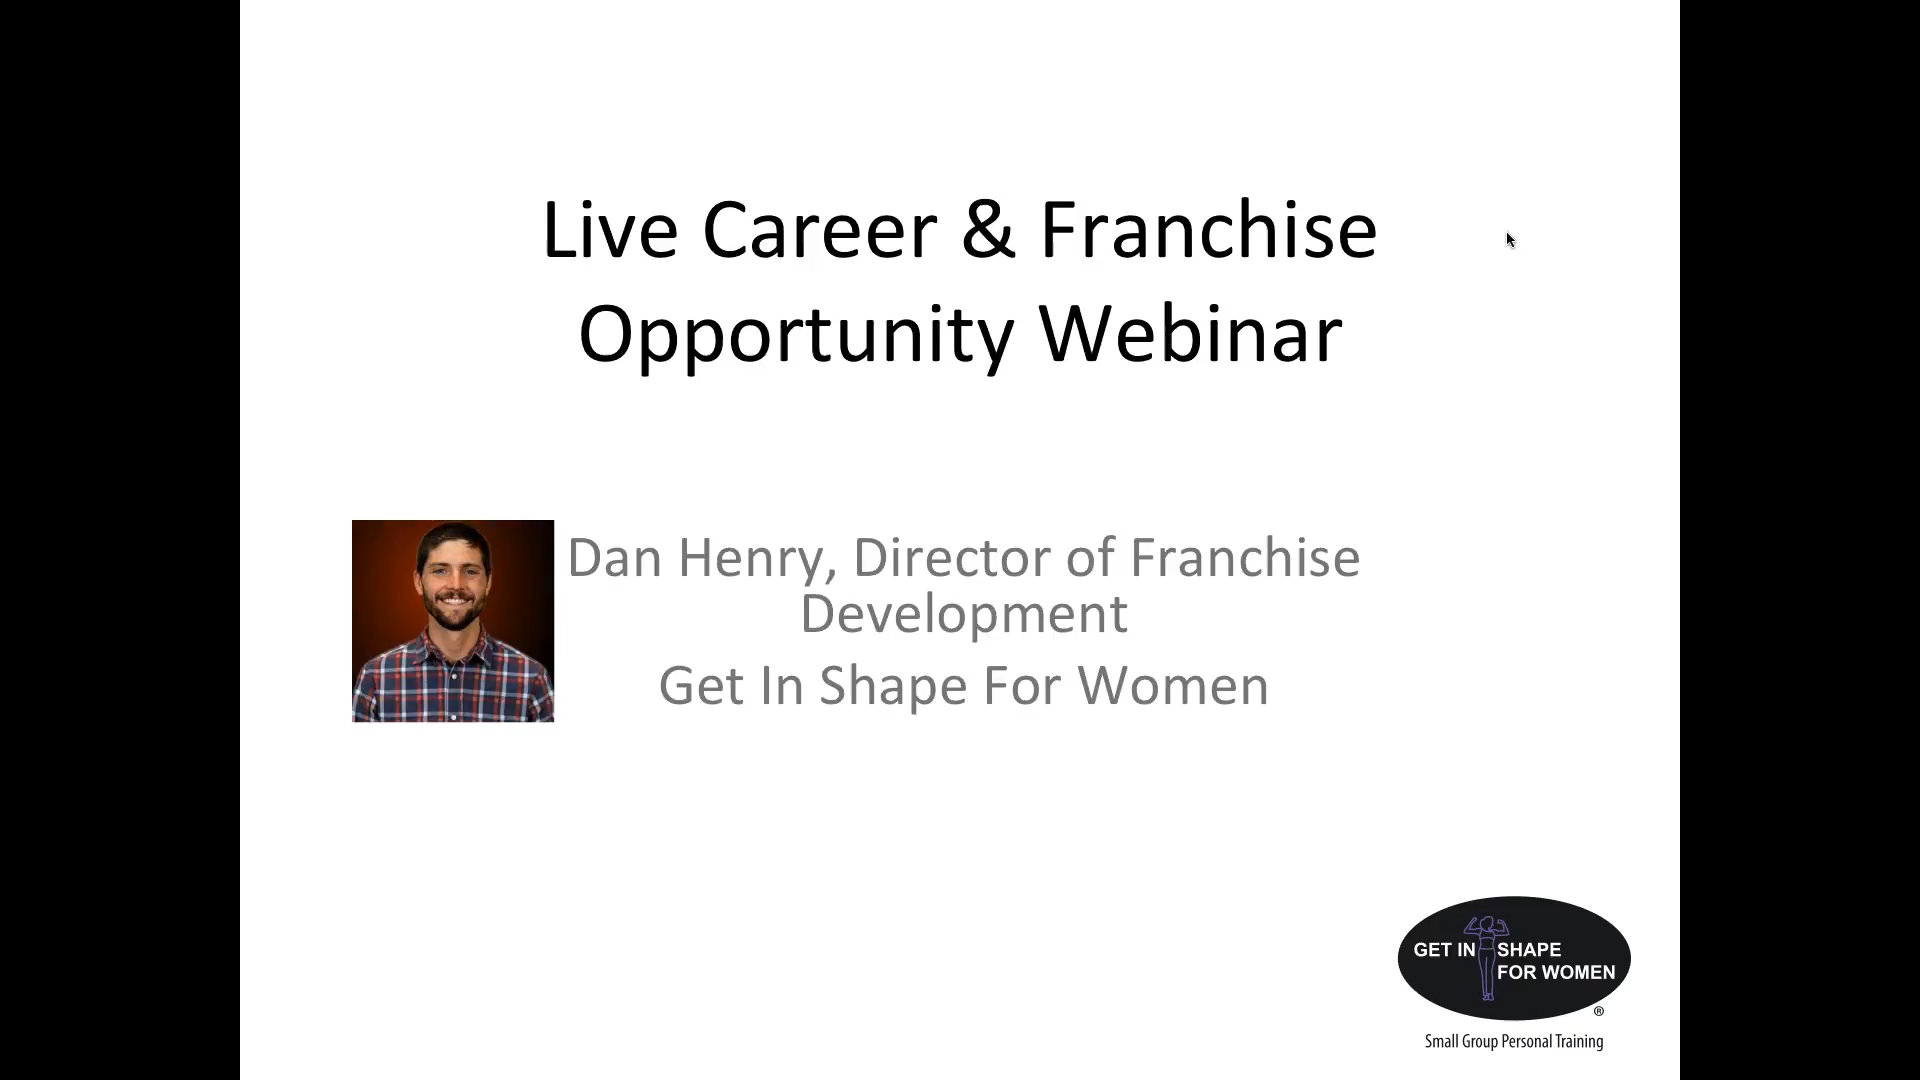 Live Career & Franchise
Opportunity Webinar
Dan Henry, Director of Franchise
Development
Get In Shape For Women
GET IN SHAPE
FOR WOMEN
®
Small Group Personal Training